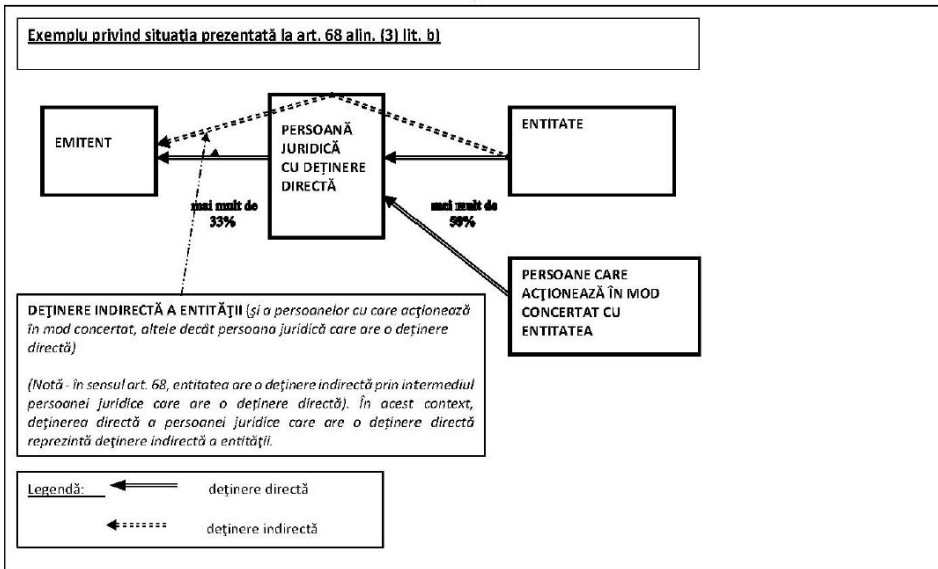 Exemplu privind situația prezentată la art. 68 alin. (3) lit. b)
EMITENT
PERSOANĂ
JURIDICĂ
CU DEȚINERE
DIRECTĂ
ENTITATE
mai mult de
33%
mai mult de
50%
PERSOANE CARE
ACȚIONEAZĂ ÎN MOD
CONCERTAT CU
ENTITATEA
DEȚINERE INDIRECTĂ A ENTITĂȚII (și a persoanelor cu care acționează
în mod concertat, altele decât persoana juridică care are o deținere
directă)
(Notă - în sensul art. 68, entitatea are o deținere indirectă prin intermediul
persoanei juridice care are o deținere directă). În acest context,
deținerea directă a persoanei juridice care are o deținere directă
reprezintă deținere indirectă a entității.
Legendă:
deținere directă
deținere indirectă